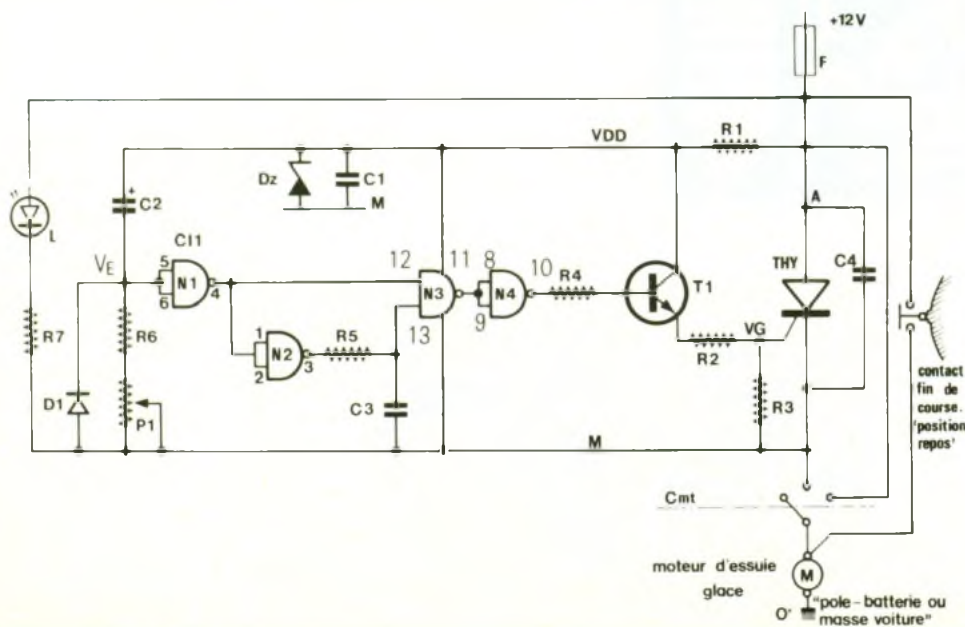 +12V
F
R1
VDD
Dz
C1
M
A
C2
+
L
CI1
VE
5
6
N1
4
12
11
8
10
R4
T1
THY
C4
N3
N4
13
9
R7
R6
1
2
N2
3
R5
R2
VG
D1
P1
C3
R3
contact
fin de
course.
'position
repos'
M
Cmt
moteur d'essuie
glace
M
O'
"pole-batterie ou
masse voiture"